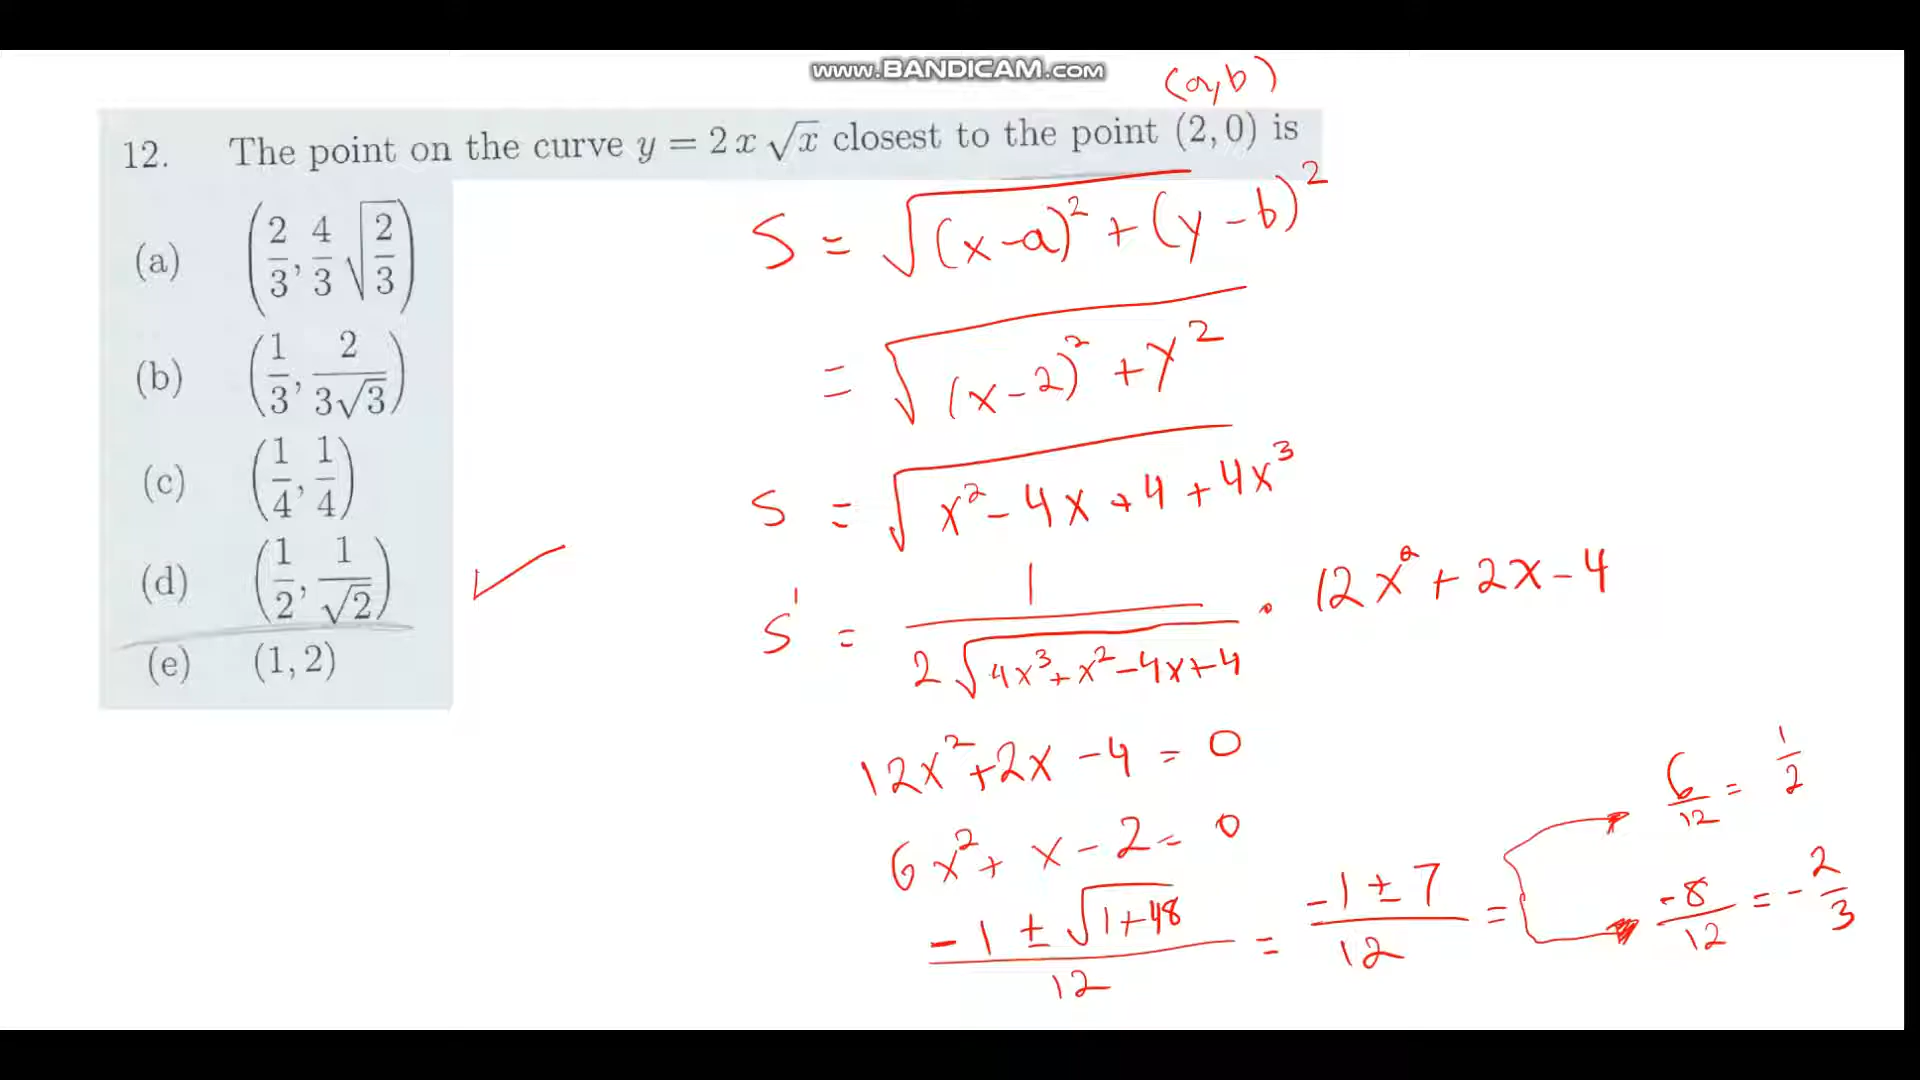 www.BANDICAM.com
(a,b)
12. The point on the curve y = 2 x √x closest to the point (2, 0) is
(a) (2/3, 4/3 √(2/3))
(b) (1/3, 2/(3√3))
(c) (1/4, 1/4)
(d) (1/2, 1/√2)
(e) (1, 2)
S = √((x-a)² + (y-b)²)
= √((x-2)² + y²)
S = √(x² - 4x + 4 + 4x³)
S' = 1/(2√(4x³+x²-4x+4)) · 12x² + 2x - 4
12x² + 2x - 4 = 0
6x² + x - 2 = 0
(-1 ± √(1+48))/12 = (-1 ± 7)/12 =
6/12 = 1/2
-8/12 = -2/3